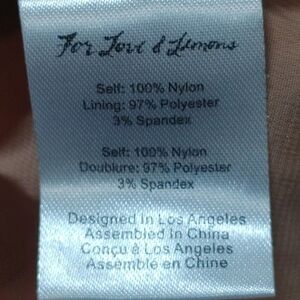 For Love & Lemons
Self: 100% Nylon
Lining: 97% Polyester
3% Spandex
Self: 100% Nylon
Doublure: 97% Polyester
3% Spandex
Designed In Los Angeles
Assembled In China
Conçu à Los Angeles
Assemblé en Chine